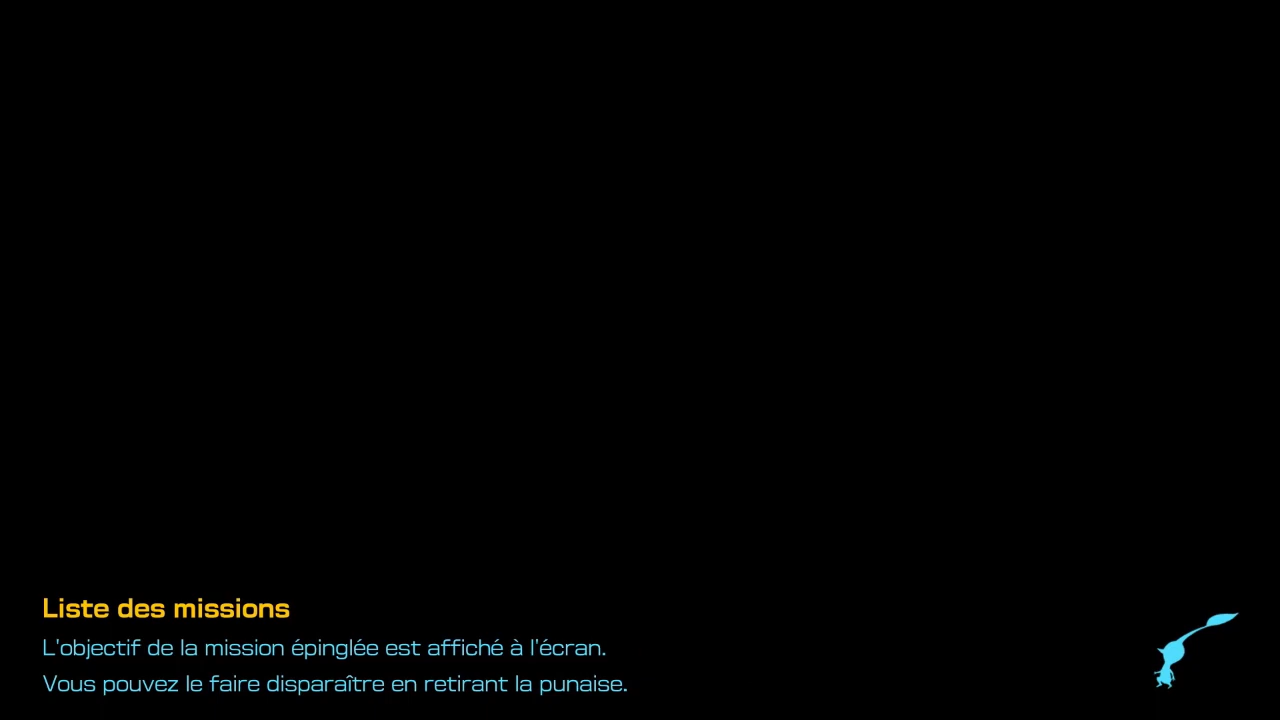 Liste des missions
L'objectif de la mission épinglée est affiché à l'écran.
Vous pouvez le faire disparaître en retirant la punaise.